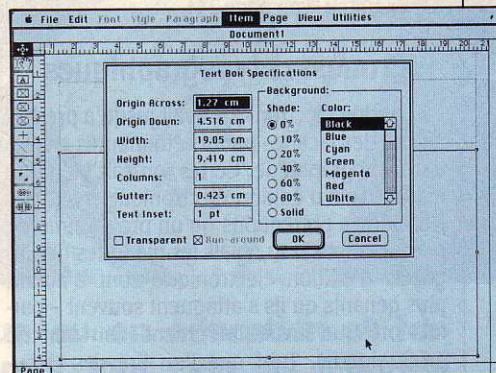 File Edit Font Style Paragraph Item Page View Utilities
Document1
Text Box Specifications
Origin Across: 1.27 cm
Origin Down: 4.516 cm
Width: 19.05 cm
Height: 9.419 cm
Columns: 1
Gutter: 0.423 cm
Text Inset: 1 pt
Background:
Shade: Color:
0% Black
10% Blue
20% Cyan
40% Green
60% Magenta
80% Red
Solid White
Transparent Run-around OK Cancel
Page 1